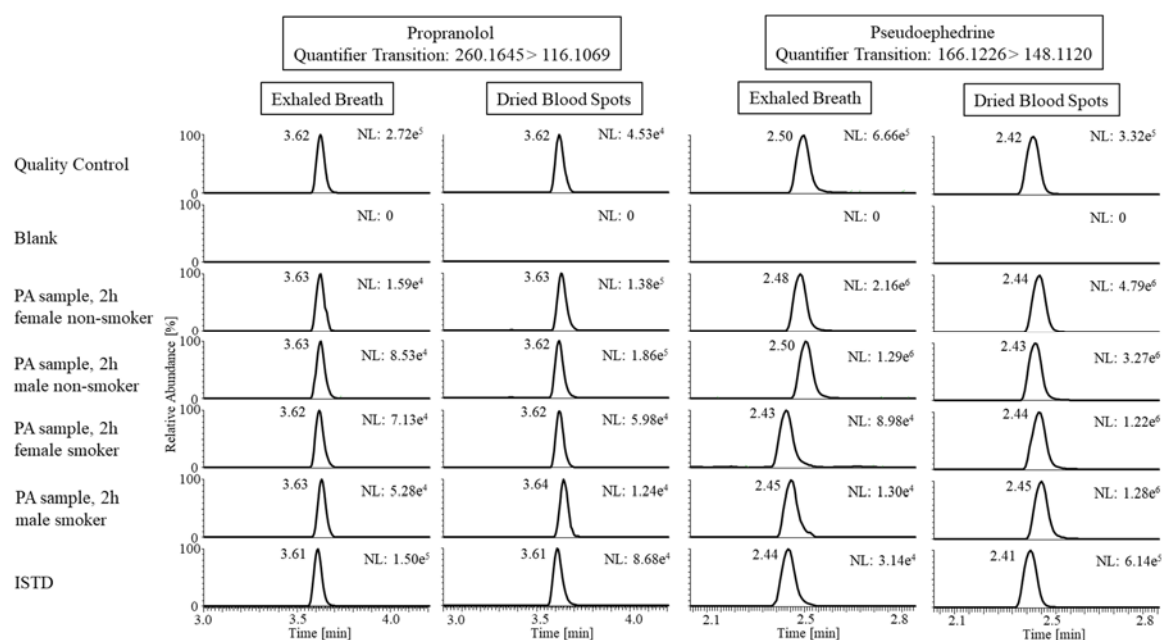 Propranolol
Quantifier Transition: 260.1645 > 116.1069
Pseudoephedrine
Quantifier Transition: 166.1226 > 148.1120
Exhaled Breath
Dried Blood Spots
Exhaled Breath
Dried Blood Spots
Quality Control
100
0
3.62 NL: 2.72e⁵
3.62 NL: 4.53e⁴
2.50 NL: 6.66e⁵
2.42 NL: 3.32e⁵
Blank
100
0
NL: 0
NL: 0
NL: 0
NL: 0
PA sample, 2h
female non-smoker
100
0
3.63 NL: 1.59e⁴
3.63 NL: 1.38e⁵
2.48 NL: 2.16e⁶
2.44 NL: 4.79e⁶
Relative Abundance [%]
PA sample, 2h
male non-smoker
100
0
3.63 NL: 8.53e⁴
3.62 NL: 1.86e⁵
2.50 NL: 1.29e⁶
2.43 NL: 3.27e⁶
PA sample, 2h
female smoker
100
0
3.62 NL: 7.13e⁴
3.62 NL: 5.98e⁴
2.43 NL: 8.98e⁴
2.44 NL: 1.22e⁶
PA sample, 2h
male smoker
100
0
3.63 NL: 5.28e⁴
3.64 NL: 1.24e⁴
2.45 NL: 1.30e⁴
2.45 NL: 1.28e⁶
ISTD
100
0
3.61 NL: 1.50e⁵
3.61 NL: 8.68e⁴
2.44 NL: 3.14e⁴
2.41 NL: 6.14e⁵
3.0 3.5 4.0
3.0 3.5 4.0
2.1 2.5 2.8
2.1 2.5 2.8
Time [min]
Time [min]
Time [min]
Time [min]